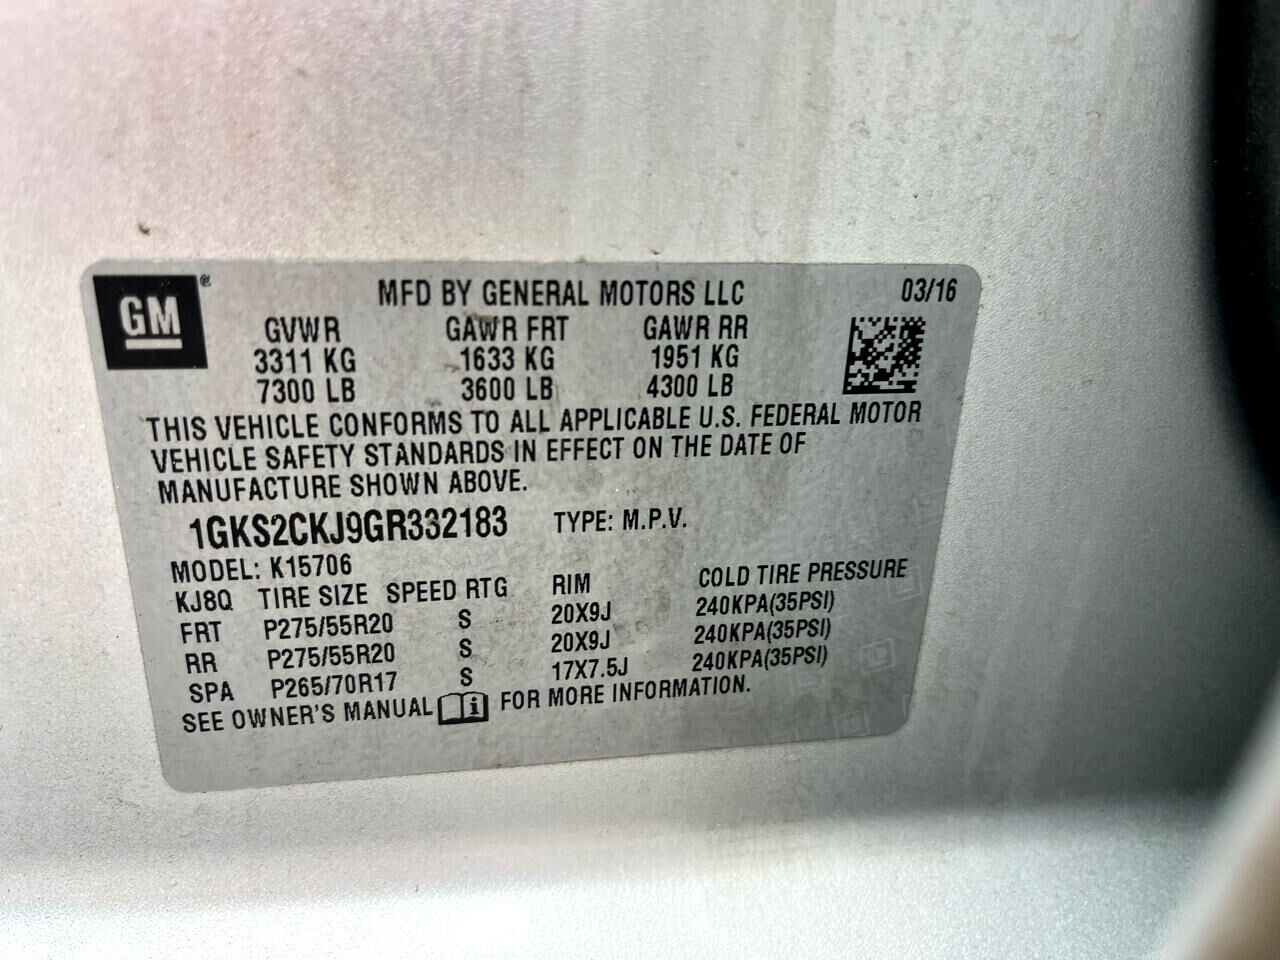 GM ®
MFD BY GENERAL MOTORS LLC 03/16
GVWR GAWR FRT GAWR RR
3311 KG 1633 KG 1951 KG
7300 LB 3600 LB 4300 LB
THIS VEHICLE CONFORMS TO ALL APPLICABLE U.S. FEDERAL MOTOR
VEHICLE SAFETY STANDARDS IN EFFECT ON THE DATE OF
MANUFACTURE SHOWN ABOVE.
1GKS2CKJ9GR332183 TYPE: M.P.V.
MODEL: K15706
KJ8Q TIRE SIZE SPEED RTG RIM COLD TIRE PRESSURE
FRT P275/55R20 S 20X9J 240KPA(35PSI)
RR P275/55R20 S 20X9J 240KPA(35PSI)
SPA P265/70R17 S 17X7.5J 240KPA(35PSI)
SEE OWNER'S MANUAL i FOR MORE INFORMATION.